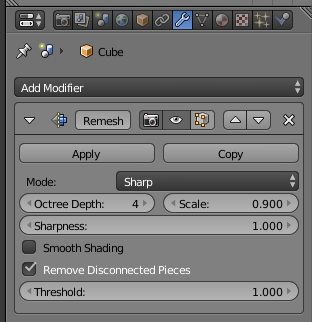 Cube
Add Modifier
Remesh
Apply Copy
Mode: Sharp
Octree Depth: 4 Scale: 0.900
Sharpness: 1.000
Smooth Shading
Remove Disconnected Pieces
Threshold: 1.000